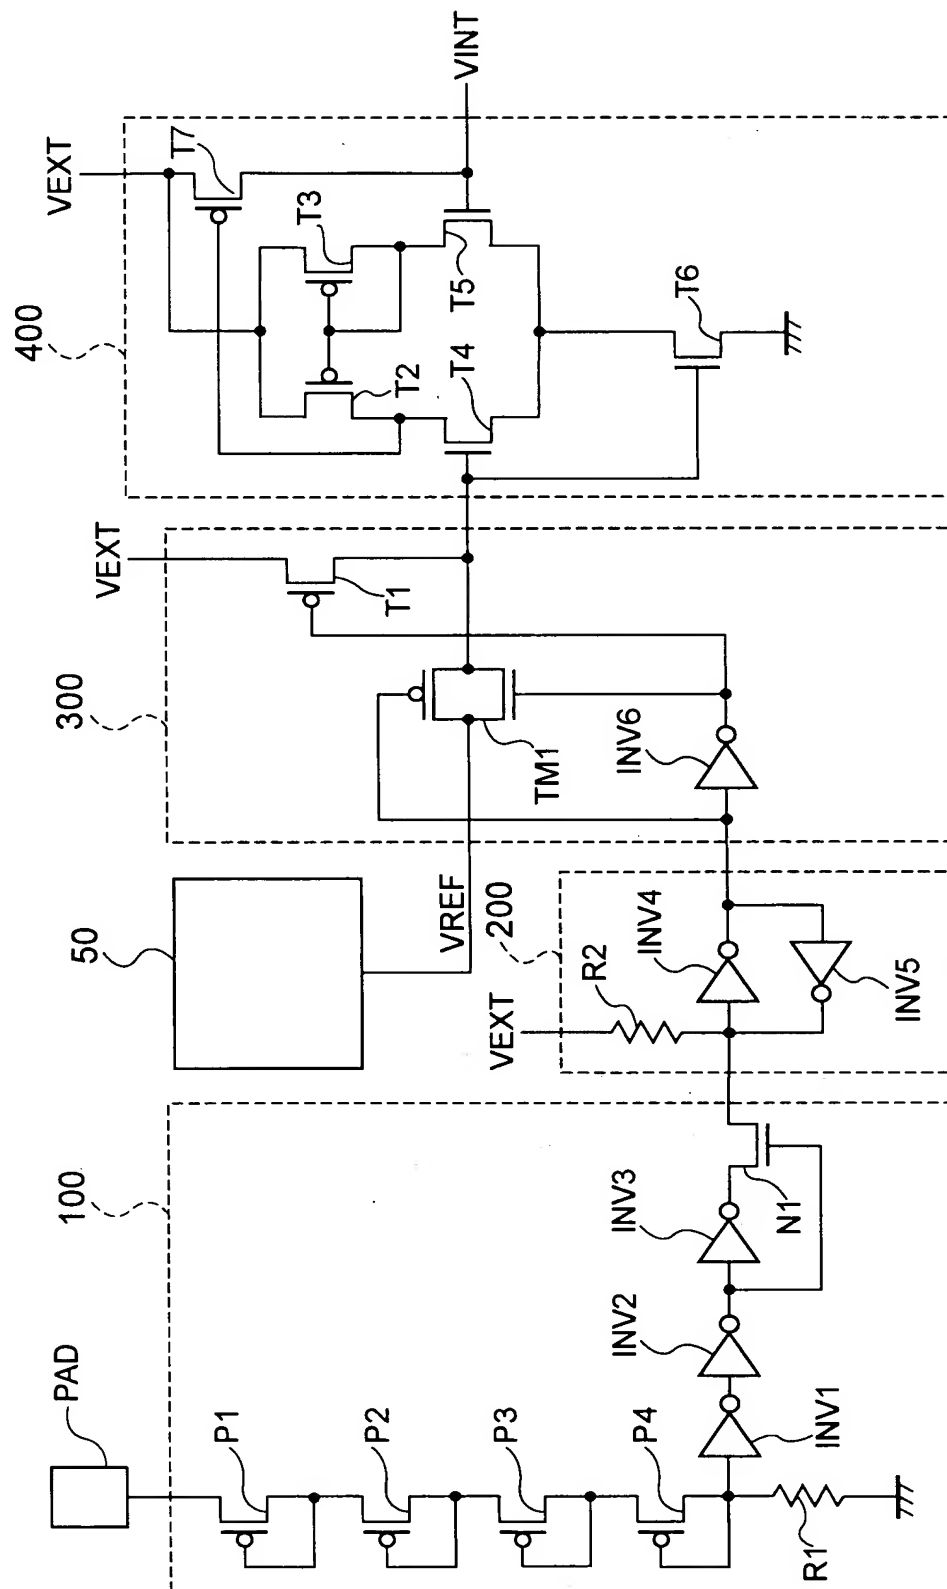 PAD
100
P1
P2
P3
P4
R1
INV1
INV2
INV3
N1
50
VREF
200
VEXT
R2
INV4
INV5
300
VEXT
T1
TM1
INV6
400
VEXT
T7
T3
T2
T5
T4
T6
VINT